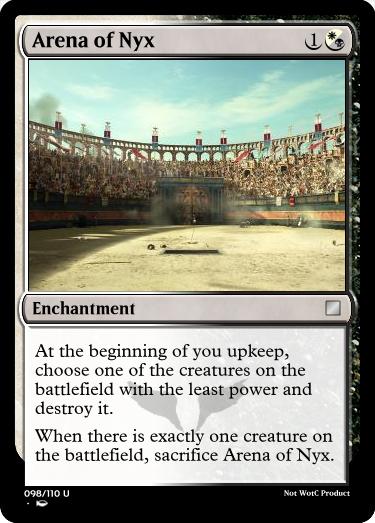 Arena of Nyx 1
Enchantment
At the beginning of you upkeep,
choose one of the creatures on the
battlefield with the least power and
destroy it.
When there is exactly one creature on
the battlefield, sacrifice Arena of Nyx.
098/110 U
Not WotC Product